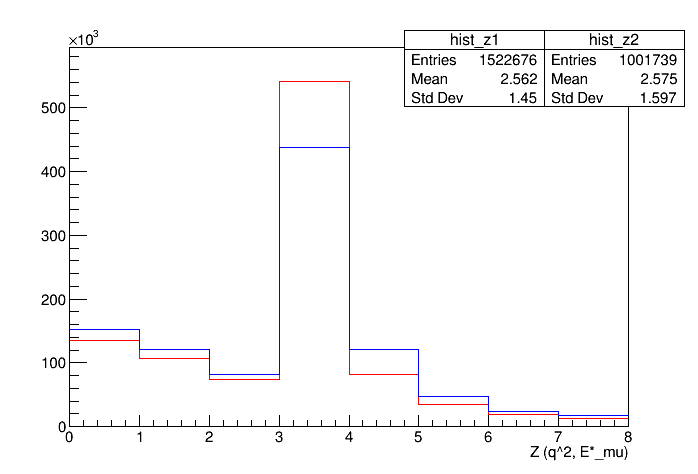 ×10³
hist_z1 hist_z2
Entries 1522676 Entries 1001739
Mean 2.562 Mean 2.575
Std Dev 1.45 Std Dev 1.597
500
400
300
200
100
0
0 1 2 3 4 5 6 7 8
Z (q^2, E*_mu)